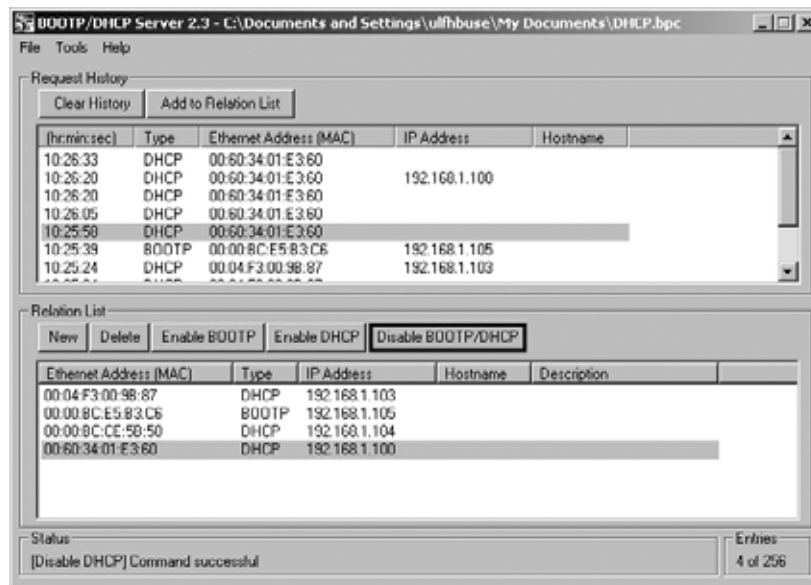 BOOTP/DHCP Server 2.3 - C:\Documents and Settings\ulfhbuse\My Documents\DHCP.bpc
File Tools Help
Request History
Clear History Add to Relation List
(hr:min:sec) Type Ethernet Address (MAC) IP Address Hostname
10:26:33 DHCP 00:60:34:01:E3:60
10:26:20 DHCP 00:60:34:01:E3:60 192.168.1.100
10:26:20 DHCP 00:60:34:01:E3:60
10:26:05 DHCP 00:60:34:01:E3:60
10:25:50 DHCP 00:60:34:01:E3:60
10:25:39 BOOTP 00:00:BC:E5:B3:C6 192.168.1.105
10:25:24 DHCP 00:04:F3:00:9B:87 192.168.1.103
Relation List
New Delete Enable BOOTP Enable DHCP Disable BOOTP/DHCP
Ethernet Address (MAC) Type IP Address Hostname Description
00:04:F3:00:9B:87 DHCP 192.168.1.103
00:00:BC:E5:B3:C6 BOOTP 192.168.1.105
00:00:BC:CE:5B:50 DHCP 192.168.1.104
00:60:34:01:E3:60 DHCP 192.168.1.100
Status
[Disable DHCP] Command successful
Entries
4 of 256